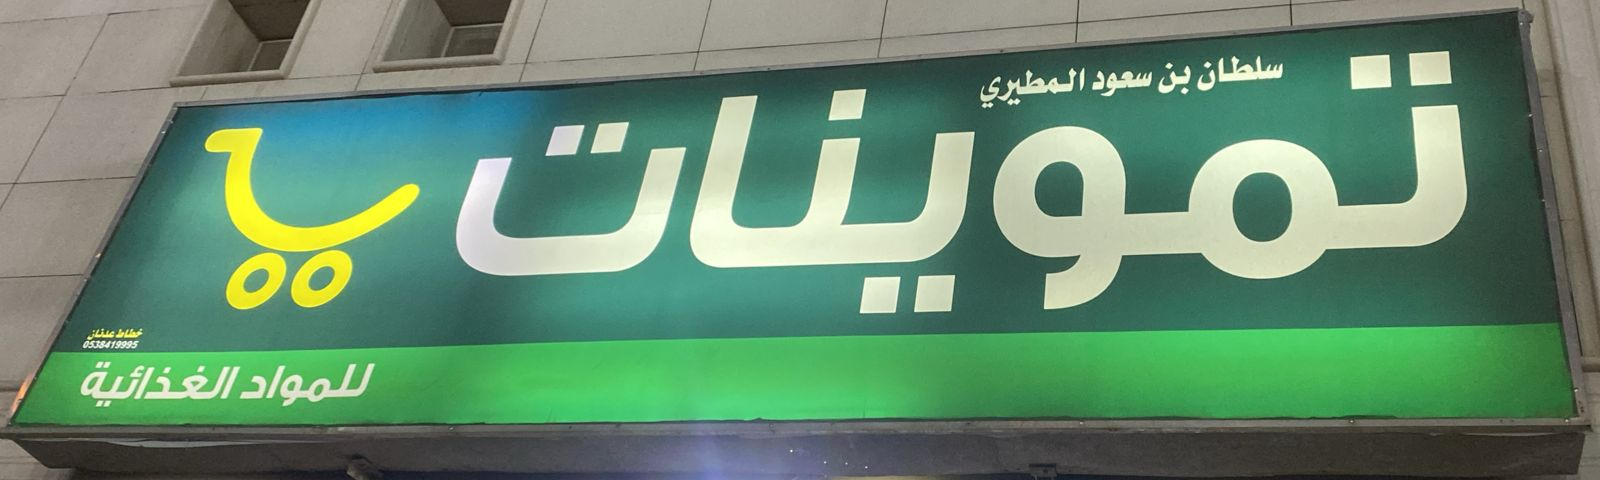 سلطان بن سعود المطيري
تموينات
خطاط عدنان
0538419995
للمواد الغذائية